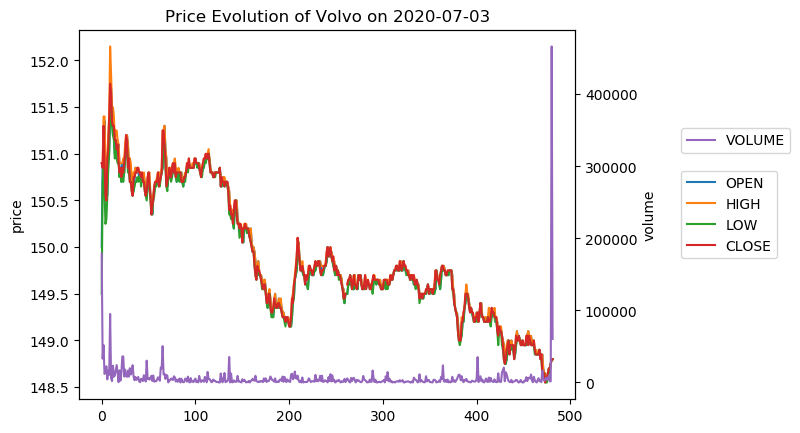 Price Evolution of Volvo on 2020-07-03
price
152.0
151.5
151.0
150.5
150.0
149.5
149.0
148.5
0
100
200
300
400
500
400000
300000
200000
100000
0
volume
VOLUME
OPEN
HIGH
LOW
CLOSE